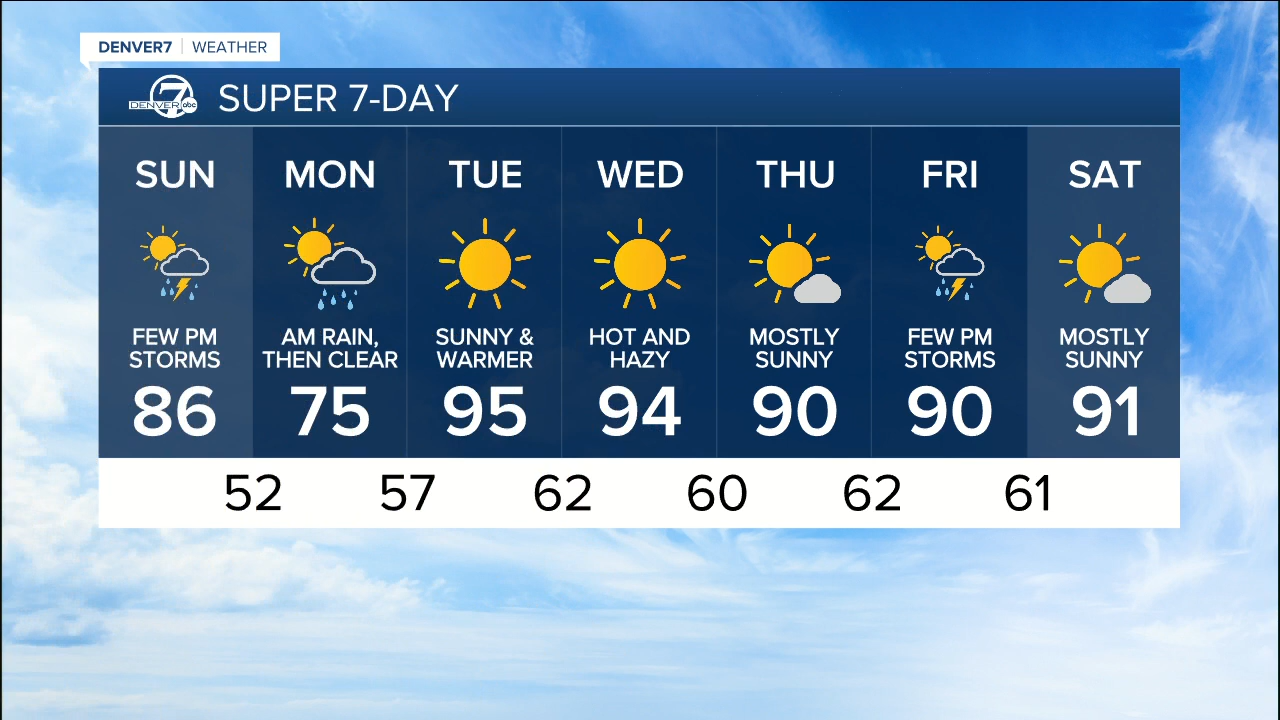 DENVER7 | WEATHER
7
DENVER abc
SUPER 7-DAY
SUN MON TUE WED THU FRI SAT
FEW PM STORMS
AM RAIN, THEN CLEAR
SUNNY & WARMER
HOT AND HAZY
MOSTLY SUNNY
FEW PM STORMS
MOSTLY SUNNY
86 75 95 94 90 90 91
52 57 62 60 62 61